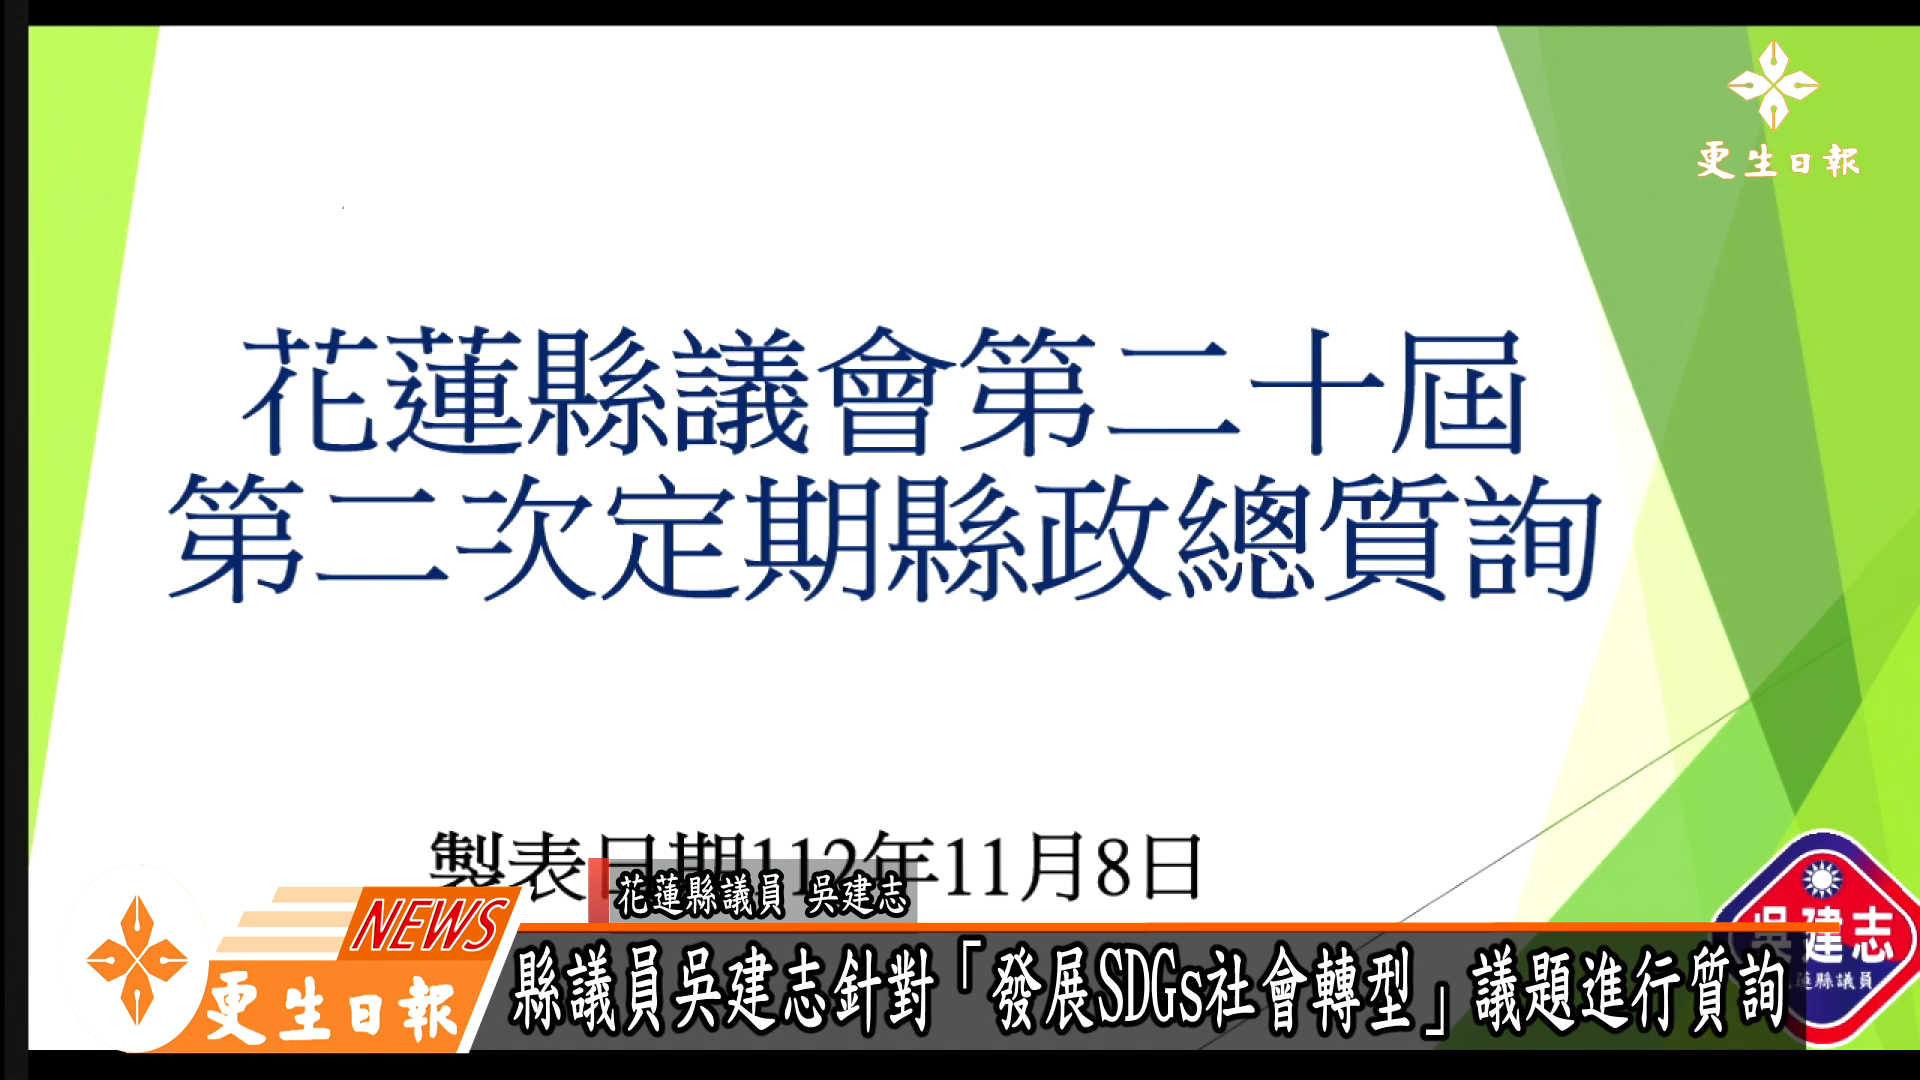 更生日報
花蓮縣議會第二十屆
第二次定期縣政總質詢
製表日期112年11月8日
花蓮縣議員 吳建志
NEWS
更生日報
縣議員吳建志針對「發展SDGs社會轉型」議題進行質詢
吳建志
蓮縣議員